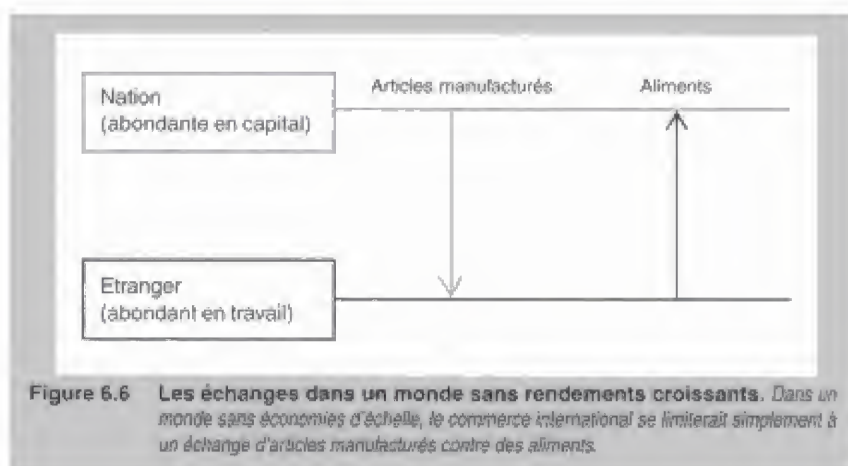 Nation
(abondante en capital)
Articles manufacturés
Aliments
Etranger
(abondant en travail)
Figure 6.6 Les échanges dans un monde sans rendements croissants. Dans un
monde sans économies d'échelle, le commerce international se limiterait simplement à
un échange d'articles manufacturés contre des aliments.